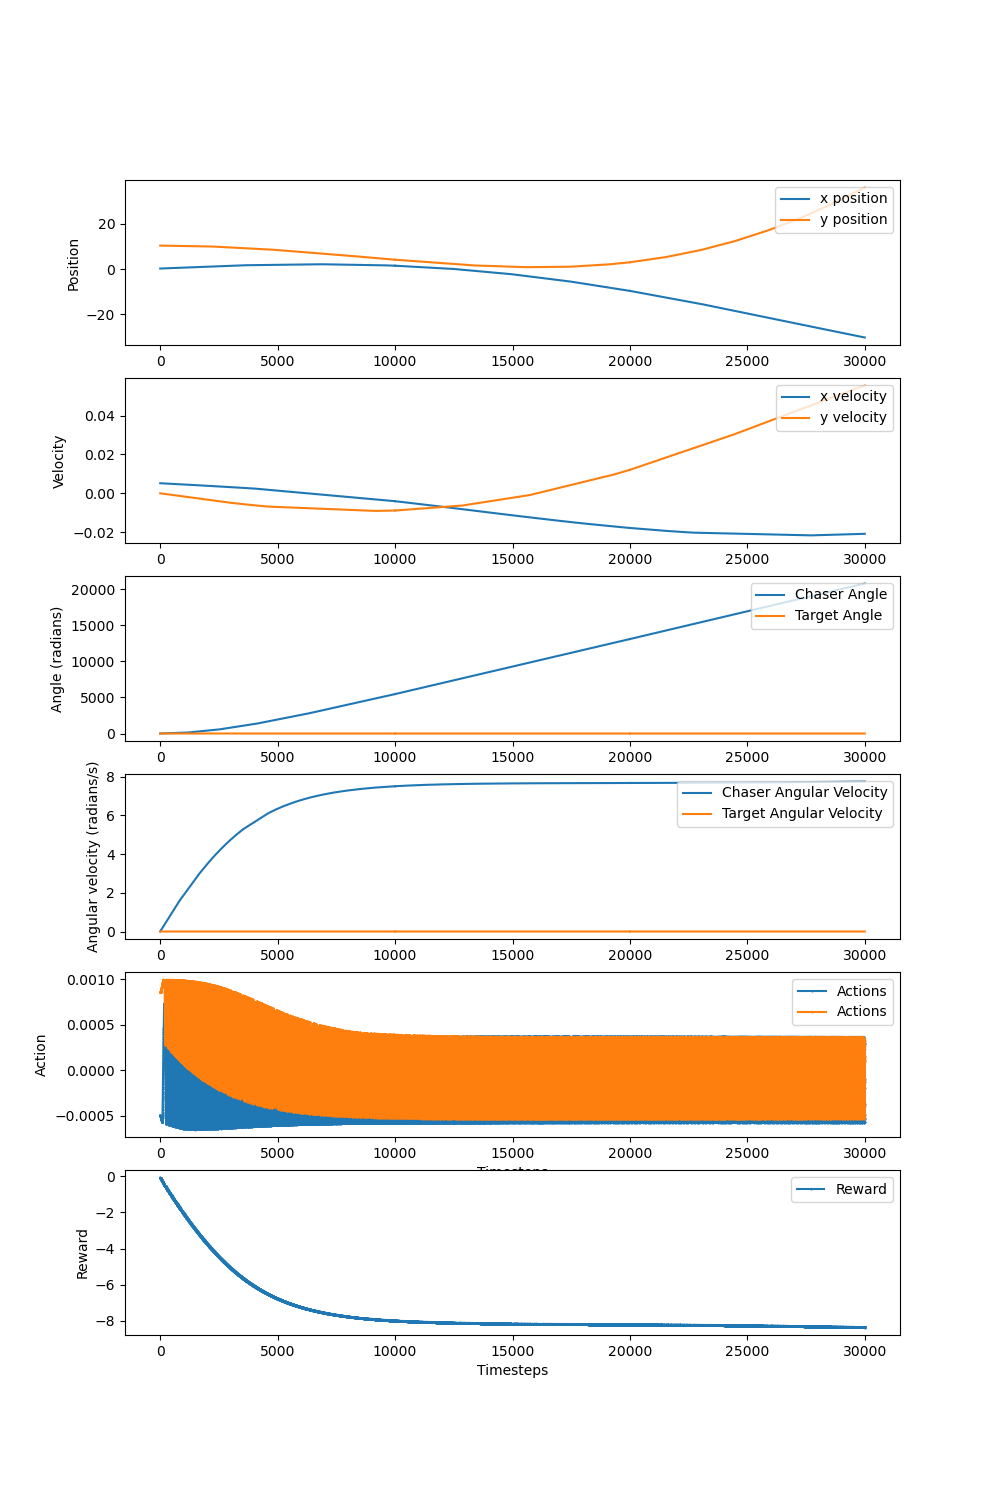 x position
y position
20
0
−20
Position
0 5000 10000 15000 20000 25000 30000
x velocity
y velocity
0.04
0.02
0.00
−0.02
Velocity
0 5000 10000 15000 20000 25000 30000
Chaser Angle
Target Angle
20000
15000
10000
5000
0
Angle (radians)
0 5000 10000 15000 20000 25000 30000
Chaser Angular Velocity
Target Angular Velocity
8
6
4
2
0
Angular velocity (radians/s)
0 5000 10000 15000 20000 25000 30000
Actions
Actions
0.0010
0.0005
0.0000
−0.0005
Action
0 5000 10000 15000 20000 25000 30000
Timesteps
Reward
0
−2
−4
−6
−8
Reward
0 5000 10000 15000 20000 25000 30000
Timesteps